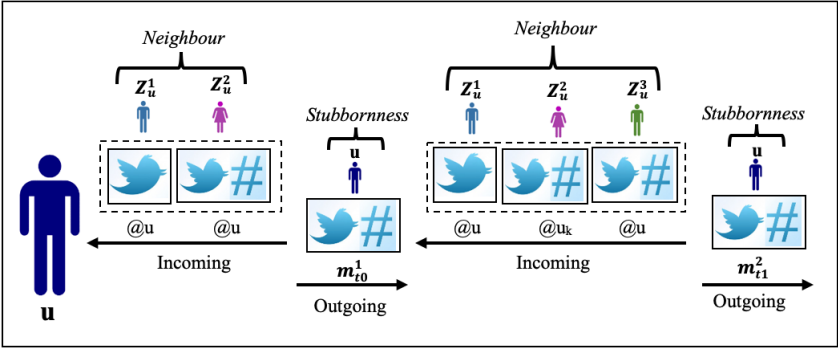 Neighbour
Z_u^1 Z_u^2
Stubbornness
u
# #
@u @u
Incoming
m_{t0}^1
Outgoing
Neighbour
Z_u^1 Z_u^2 Z_u^3
Stubbornness
u
# # #
@u @u_k @u
Incoming
m_{t1}^2
Outgoing
u